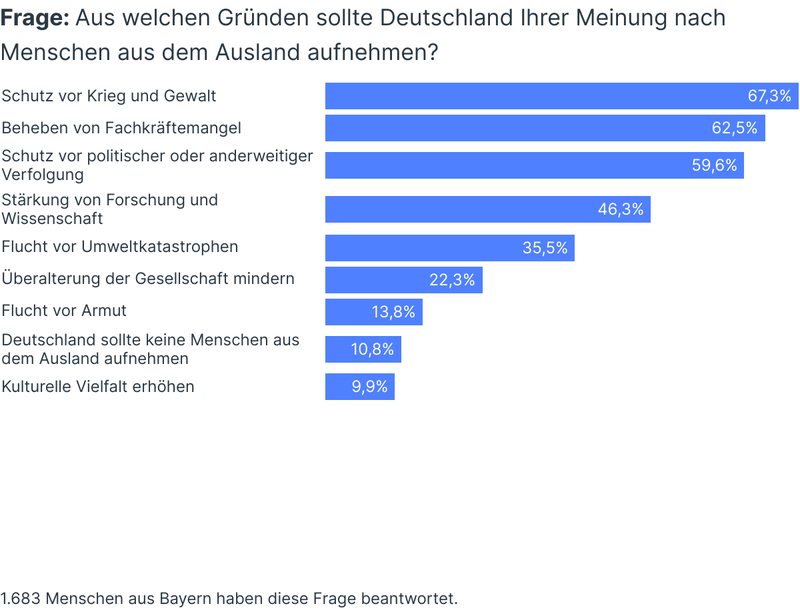 Frage: Aus welchen Gründen sollte Deutschland Ihrer Meinung nach
Menschen aus dem Ausland aufnehmen?
Schutz vor Krieg und Gewalt 67,3%
Beheben von Fachkräftemangel 62,5%
Schutz vor politischer oder anderweitiger
Verfolgung 59,6%
Stärkung von Forschung und
Wissenschaft 46,3%
Flucht vor Umweltkatastrophen 35,5%
Überalterung der Gesellschaft mindern 22,3%
Flucht vor Armut 13,8%
Deutschland sollte keine Menschen aus
dem Ausland aufnehmen 10,8%
Kulturelle Vielfalt erhöhen 9,9%
1.683 Menschen aus Bayern haben diese Frage beantwortet.